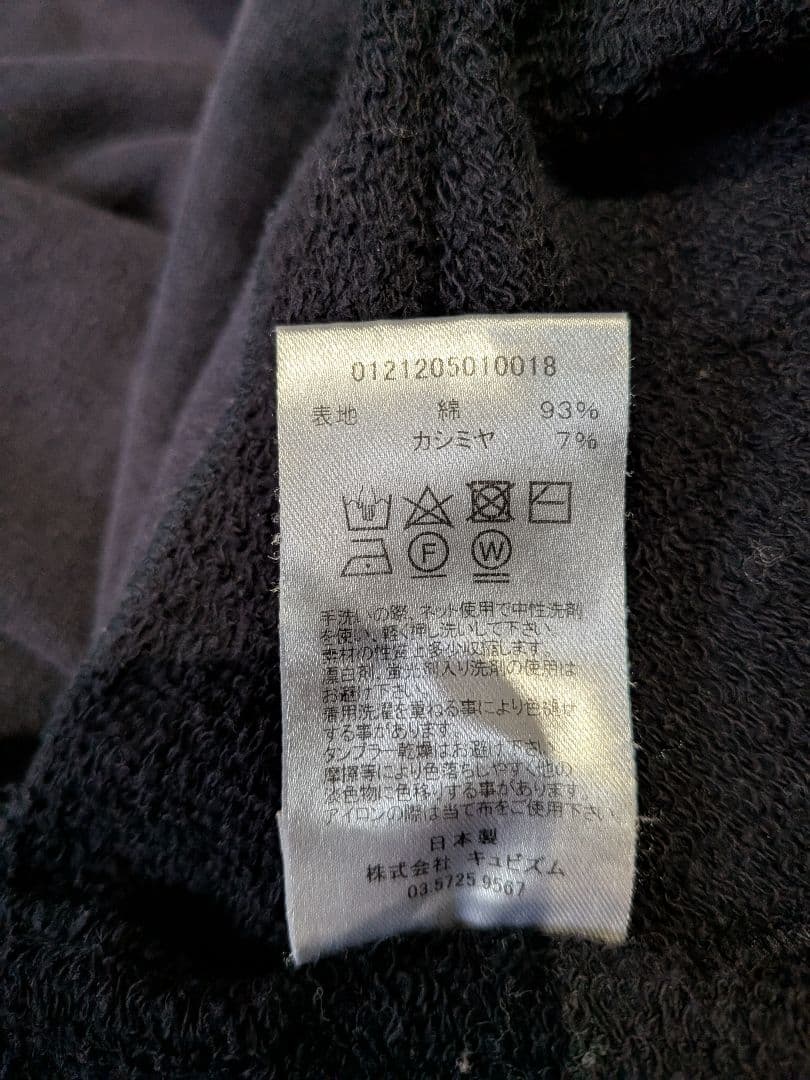 0121205010018
表地 綿 93%
カシミヤ 7%
F W
手洗いの際、ネット使用で中性洗剤
を使い、軽く押し洗いして下さい。
素材の性質上多少収縮します。
漂白剤、蛍光剤入り洗剤の使用は
お避け下さい。
着用洗濯を重ねる事により色褪せ
する事があります。
タンブラー乾燥はお避け下さい。
摩擦等により色落ちしやすく他の
淡色物に色移りする事があります。
アイロンの際は当て布をご使用下さい。
日本製
株式会社 キュビズム
03.5725.9567